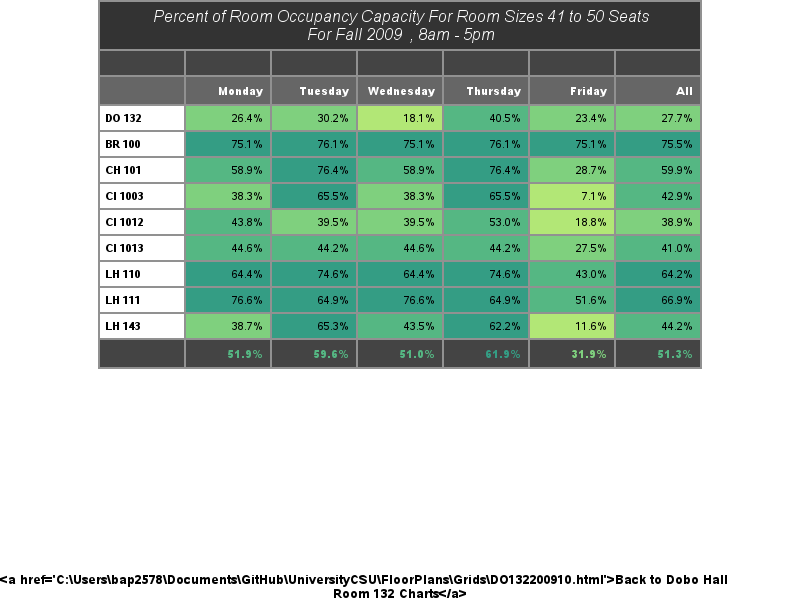 Percent of Room Occupancy Capacity For Room Sizes 41 to 50 Seats
For Fall 2009 , 8am - 5pm
Monday Tuesday Wednesday Thursday Friday All
DO 132 26.4% 30.2% 18.1% 40.5% 23.4% 27.7%
BR 100 75.1% 76.1% 75.1% 76.1% 75.1% 75.5%
CH 101 58.9% 76.4% 58.9% 76.4% 28.7% 59.9%
CI 1003 38.3% 65.5% 38.3% 65.5% 7.1% 42.9%
CI 1012 43.8% 39.5% 39.5% 53.0% 18.8% 38.9%
CI 1013 44.6% 44.2% 44.6% 44.2% 27.5% 41.0%
LH 110 64.4% 74.6% 64.4% 74.6% 43.0% 64.2%
LH 111 76.6% 64.9% 76.6% 64.9% 51.6% 66.9%
LH 143 38.7% 65.3% 43.5% 62.2% 11.6% 44.2%
51.9% 59.6% 51.0% 61.9% 31.9% 51.3%
<a href='C:\Users\bap2578\Documents\GitHub\UniversityCSU\FloorPlans\Grids\DO132200910.html'>Back to Dobo Hall
Room 132 Charts</a>